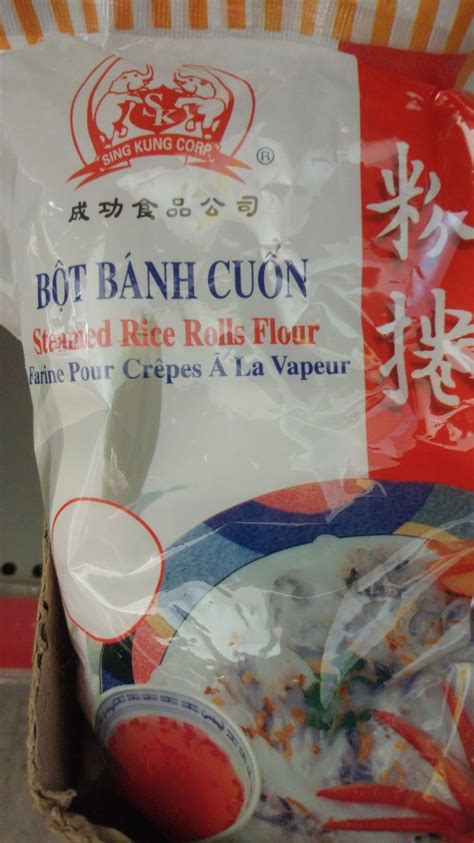 SK
SING KUNG CORP.
®
成功食品公司
BỘT BÁNH CUỐN
Steamed Rice Rolls Flour
Farine Pour Crêpes À La Vapeur
粉捲